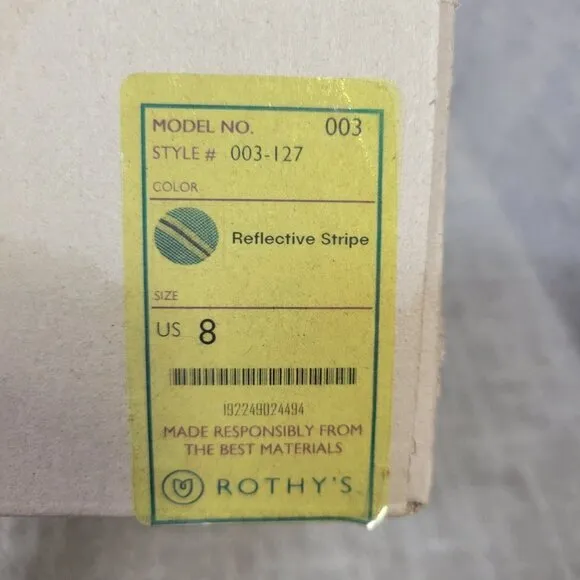 MODEL NO. 003
STYLE # 003-127
COLOR
Reflective Stripe
SIZE
US 8
192249024494
MADE RESPONSIBLY FROM
THE BEST MATERIALS
ROTHY'S